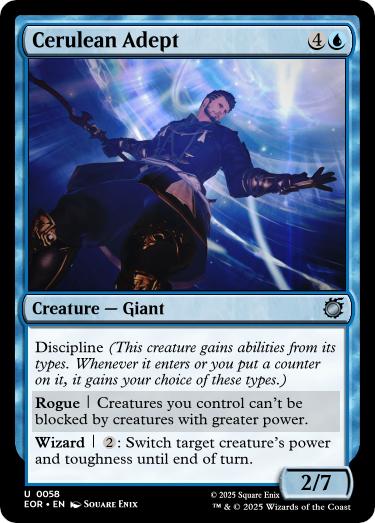 Cerulean Adept 4
Creature — Giant
Discipline (This creature gains abilities from its
types. Whenever it enters or you put a counter
on it, it gains your choice of these types.)
Rogue | Creatures you control can't be
blocked by creatures with greater power.
Wizard | 2: Switch target creature's power
and toughness until end of turn.
2/7
U 0058
EOR • EN Square Enix
© 2025 Square Enix
™ & © 2025 Wizards of the Coast